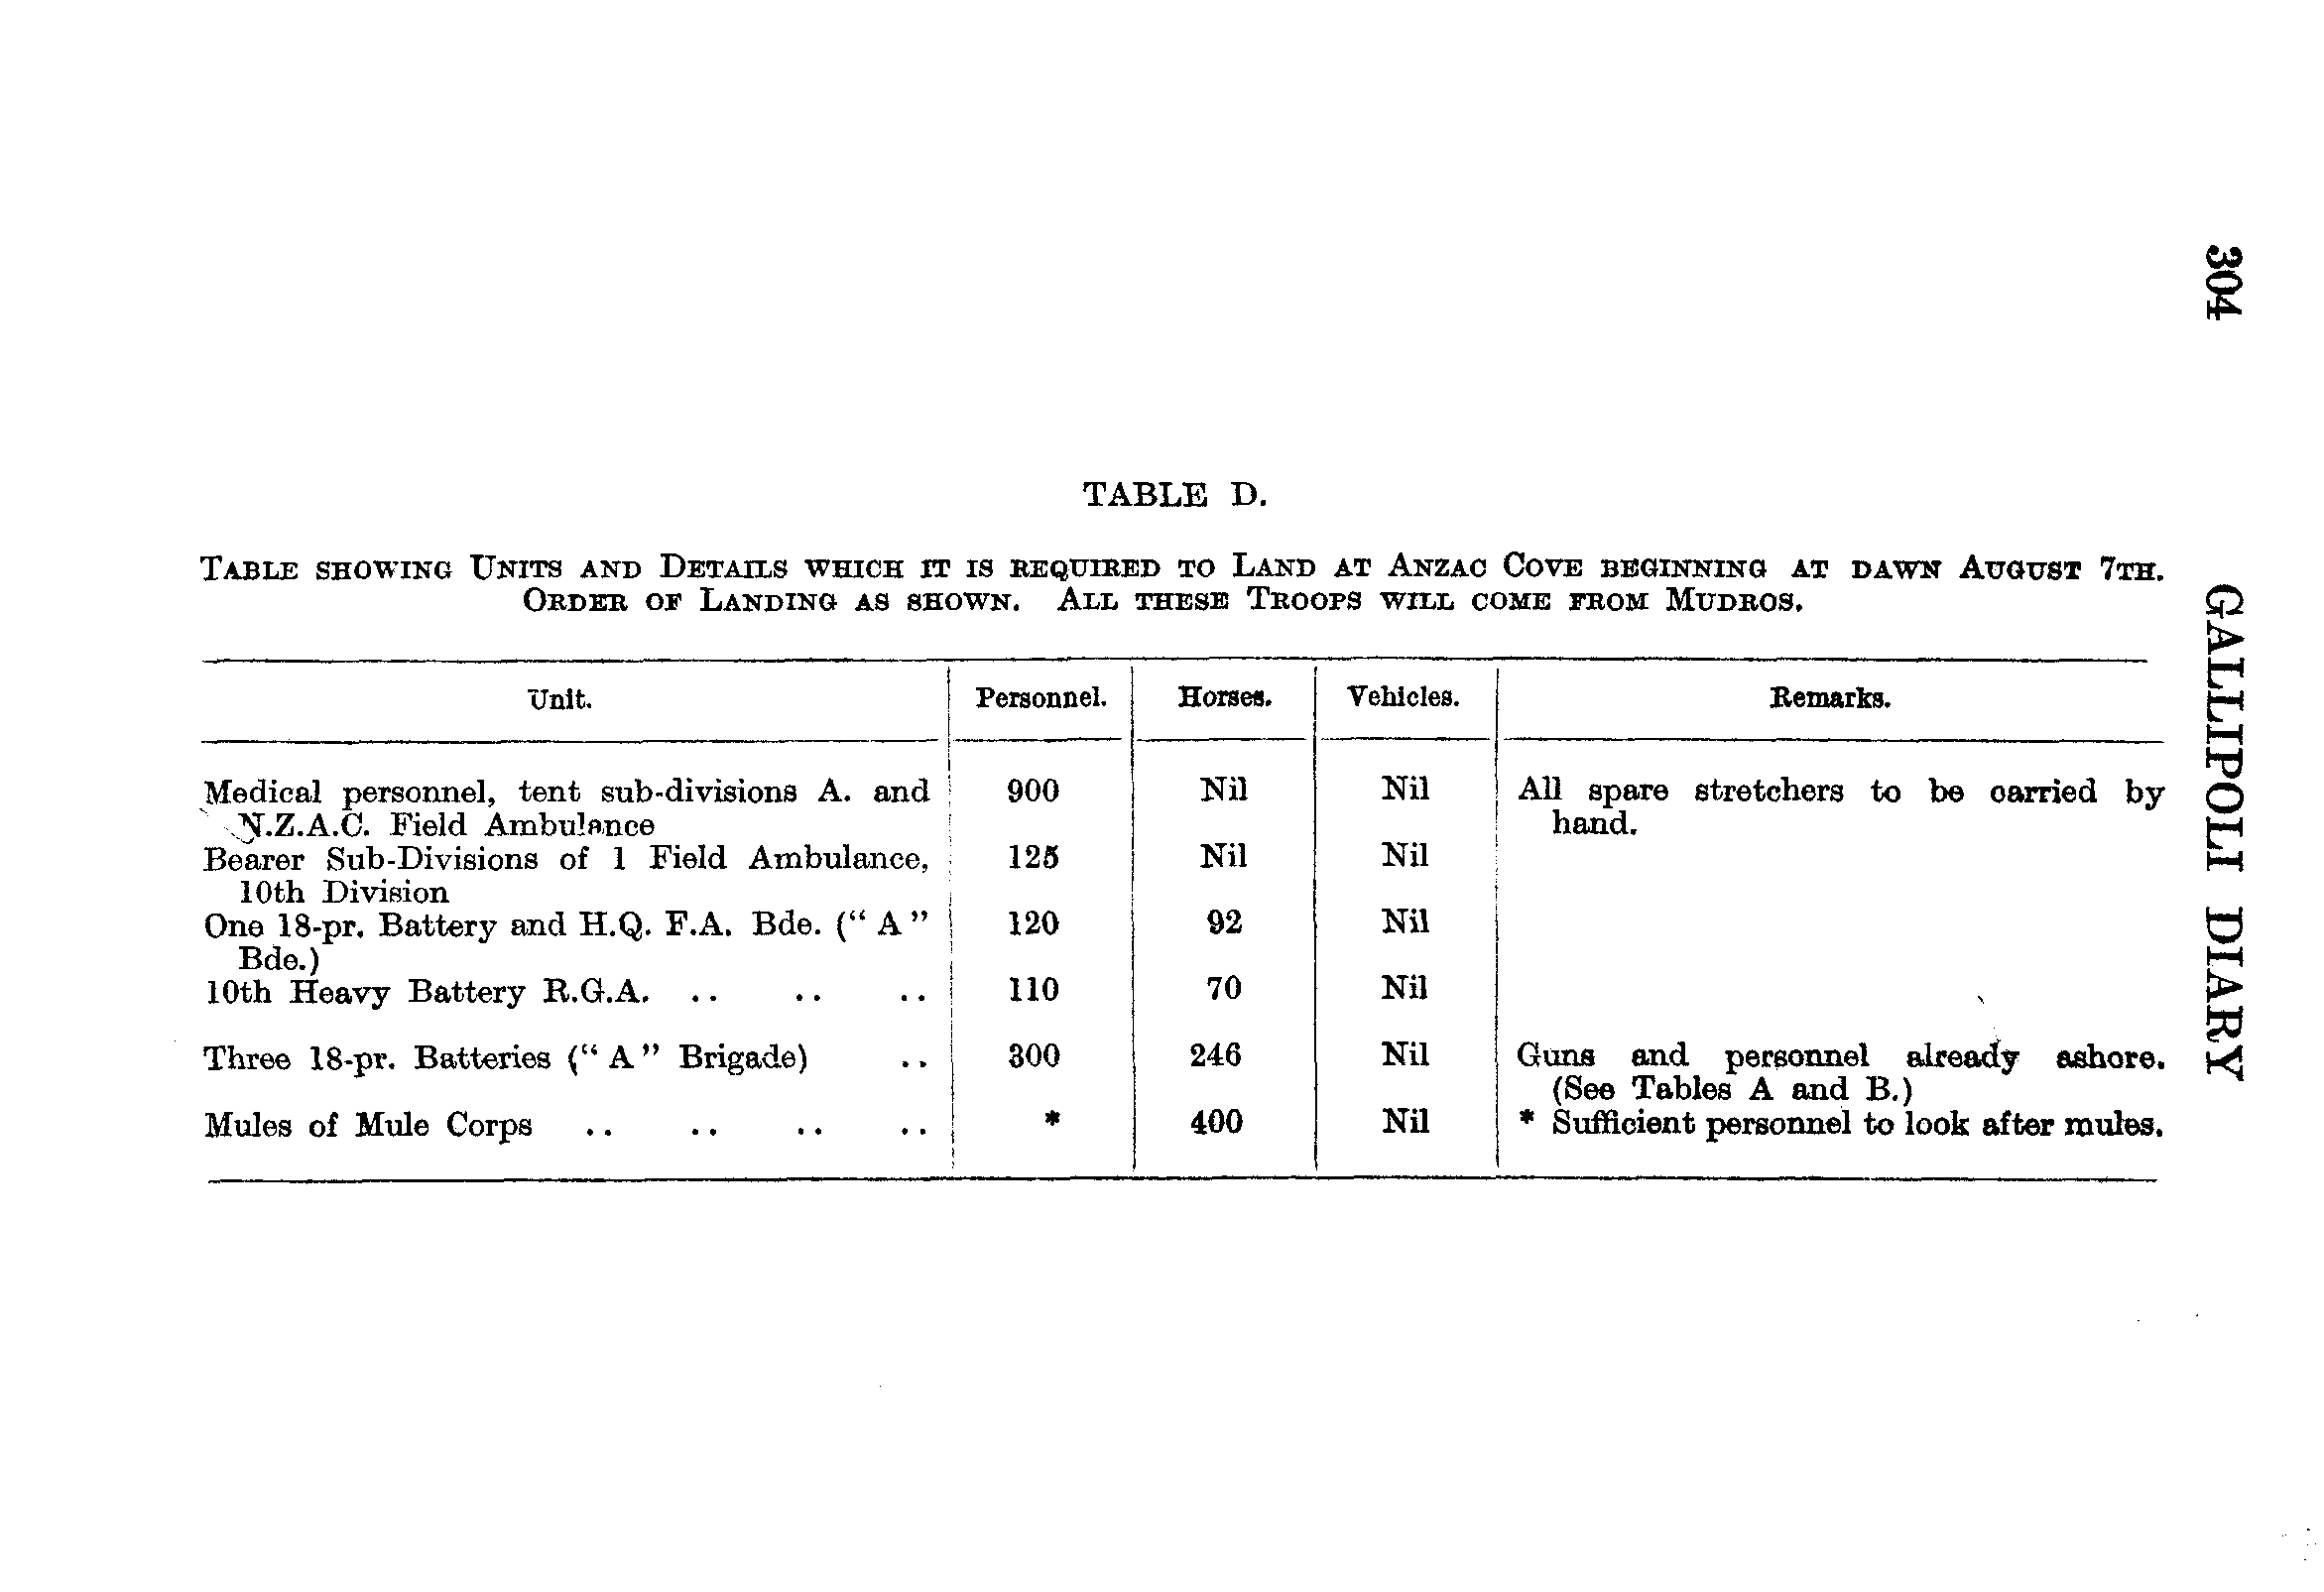 304 GALLIPOLI DIARY
TABLE D.
TABLE SHOWING UNITS AND DETAILS WHICH IT IS REQUIRED TO LAND AT ANZAC COVE BEGINNING AT DAWN AUGUST 7TH.
ORDER OF LANDING AS SHOWN. ALL THESE TROOPS WILL COME FROM MUDROS.
Unit. Personnel. Horses. Vehicles. Remarks.
Medical personnel, tent sub-divisions A. and 900 Nil Nil All spare stretchers to be carried by
N.Z.A.C. Field Ambulance hand.
Bearer Sub-Divisions of 1 Field Ambulance, 125 Nil Nil
10th Division
One 18-pr. Battery and H.Q. F.A. Bde. (“ A ” 120 92 Nil
Bde.)
10th Heavy Battery R.G.A. .. .. .. 110 70 Nil
Three 18-pr. Batteries (“ A ” Brigade) .. 300 246 Nil Guns and personnel already ashore.
(See Tables A and B.)
Mules of Mule Corps .. .. .. .. * 400 Nil * Sufficient personnel to look after mules.